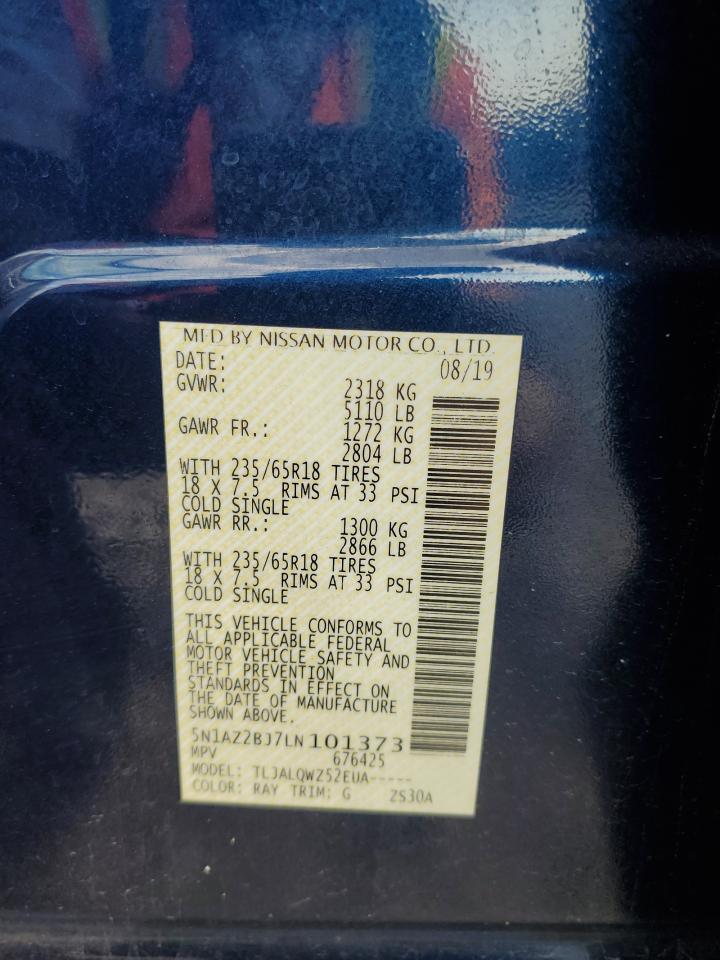 MFD BY NISSAN MOTOR CO., LTD.
DATE: 08/19
GVWR: 2318 KG
5110 LB
GAWR FR.: 1272 KG
2804 LB
WITH 235/65R18 TIRES
18 X 7.5 RIMS AT 33 PSI
COLD SINGLE
GAWR RR.: 1300 KG
2866 LB
WITH 235/65R18 TIRES
18 X 7.5 RIMS AT 33 PSI
COLD SINGLE
THIS VEHICLE CONFORMS TO
ALL APPLICABLE FEDERAL
MOTOR VEHICLE SAFETY AND
THEFT PREVENTION
STANDARDS IN EFFECT ON
THE DATE OF MANUFACTURE
SHOWN ABOVE.
5N1AZ2BJ7LN101373
MPV 676425
MODEL: TLJALQWZ52EUA-----
COLOR: RAY TRIM: G ZS30A